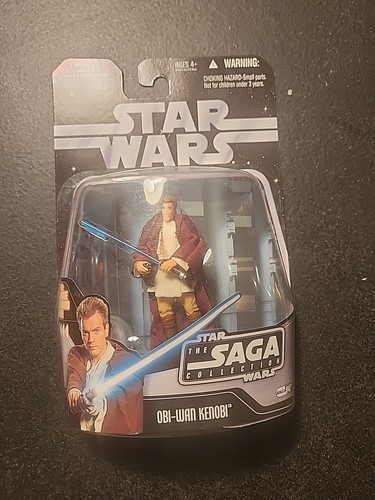 AGES 4+
WARNING:
CHOKING HAZARD-Small parts.
Not for children under 3 years.
STAR
WARS
STAR
THE
SAGA
COLLECTION
WARS
OBI-WAN KENOBI™